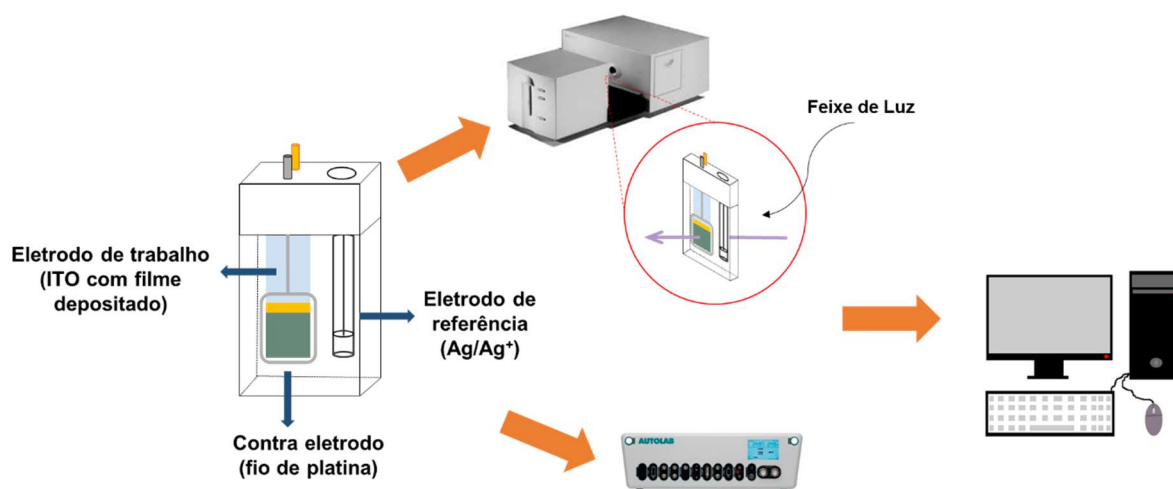 Feixe de Luz
Eletrodo de trabalho
(ITO com filme
depositado)
Eletrodo de
referência
(Ag/Ag⁺)
Contra eletrodo
(fio de platina)
AUTOLAB